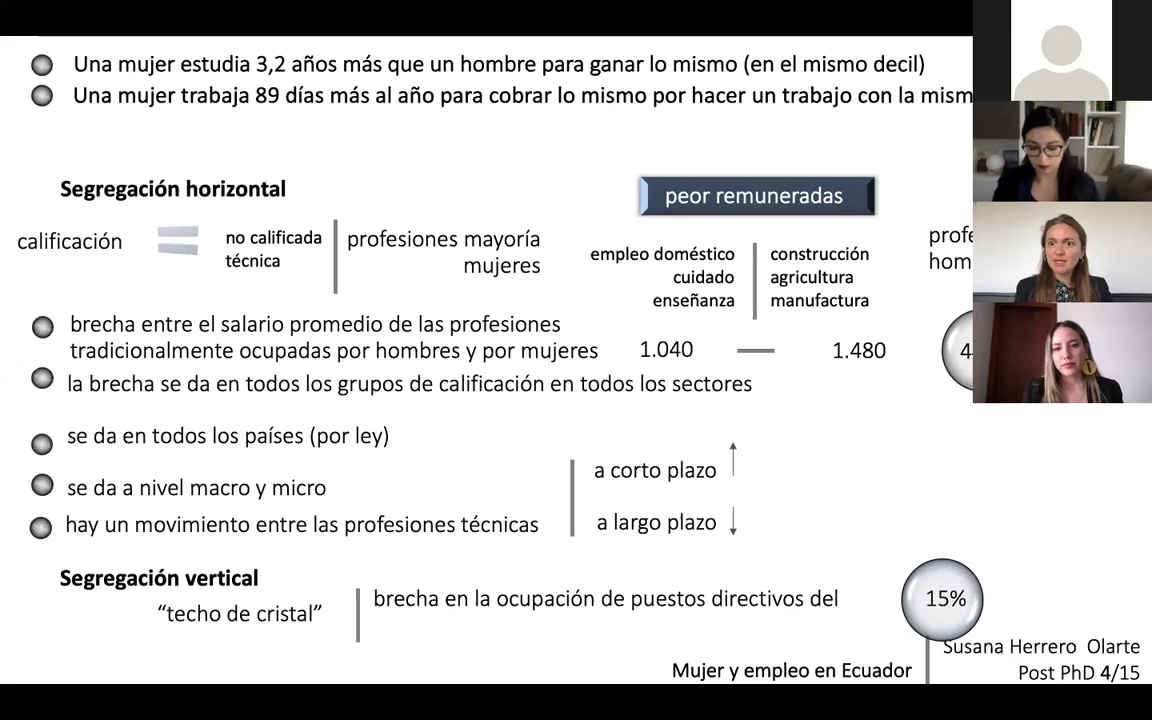 Una mujer estudia 3,2 años más que un hombre para ganar lo mismo (en el mismo decil)
Una mujer trabaja 89 días más al año para cobrar lo mismo por hacer un trabajo con la
Segregación horizontal
peor remuneradas
calificación
no calificada
técnica
profesiones mayoría
mujeres
empleo doméstico
cuidado
enseñanza
construcción
agricultura
manufactura
brecha entre el salario promedio de las profesiones
tradicionalmente ocupadas por hombres y por mujeres
1.040
1.480
la brecha se da en todos los grupos de calificación en todos los sectores
se da en todos los países (por ley)
se da a nivel macro y micro
hay un movimiento entre las profesiones técnicas
a corto plazo
a largo plazo
Segregación vertical
“techo de cristal”
brecha en la ocupación de puestos directivos del
15%
Mujer y empleo en Ecuador
Susana Herrero Olarte
Post PhD 4/15